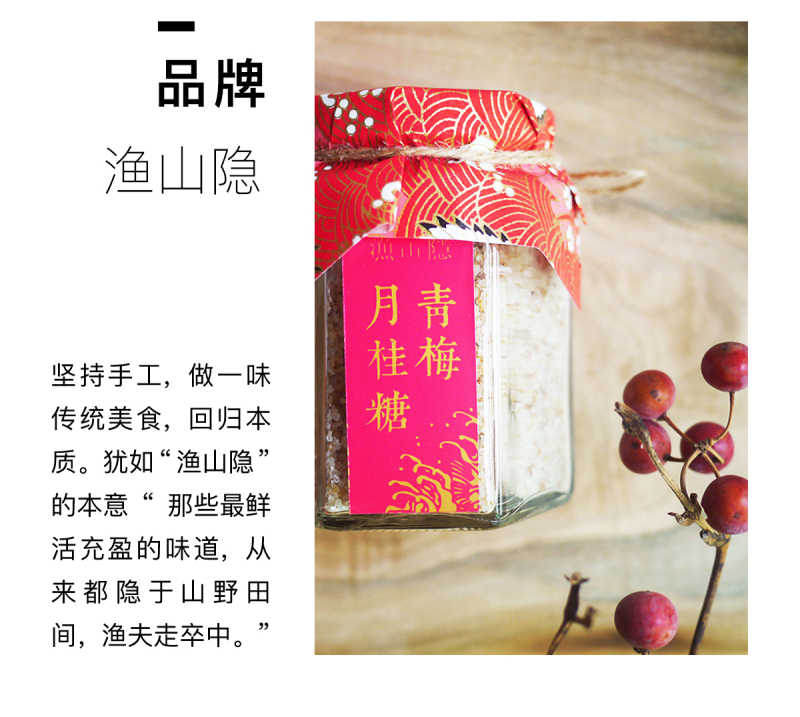 品牌
渔山隐
坚持手工，做一味
传统美食，回归本
质。犹如“渔山隐”
的本意“ 那些最鲜
活充盈的味道，从
来都隐于山野田
间，渔夫走卒中。”
渔山隐
青梅
月桂糖